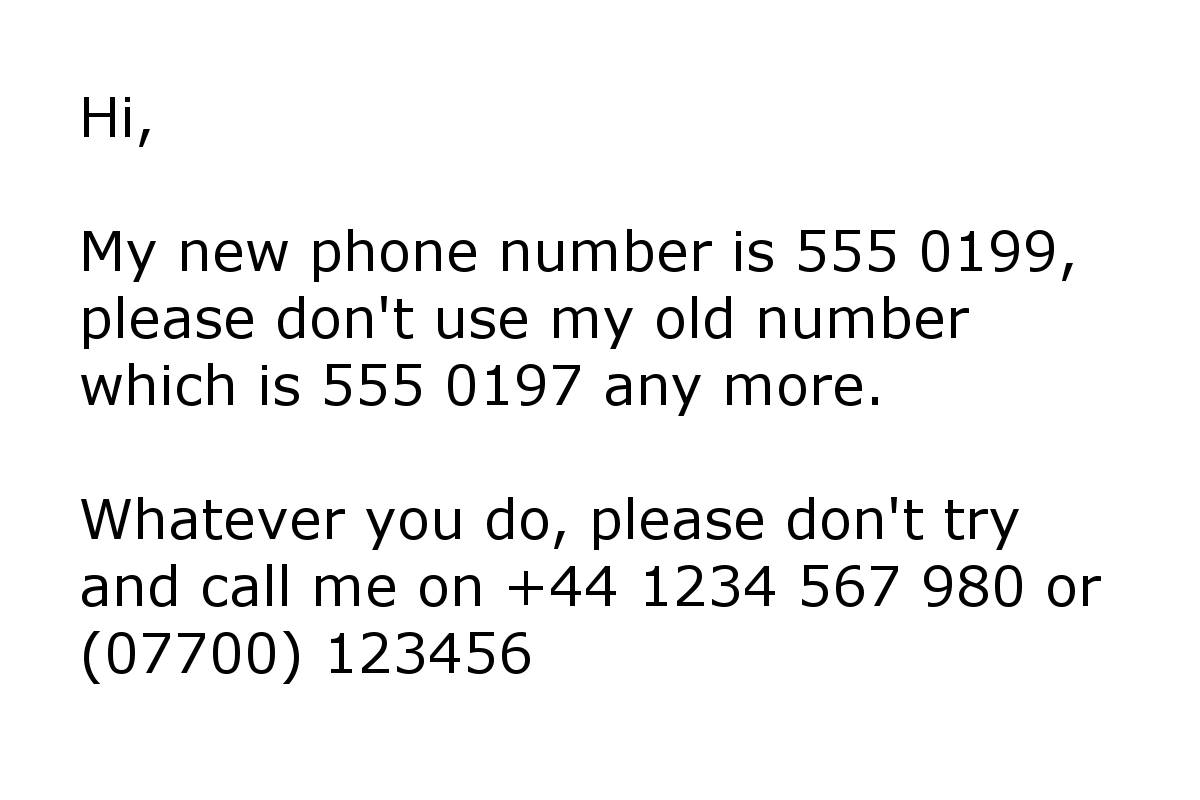 Hi,
My new phone number is 555 0199,
please don't use my old number
which is 555 0197 any more.
Whatever you do, please don't try
and call me on +44 1234 567 980 or
(07700) 123456